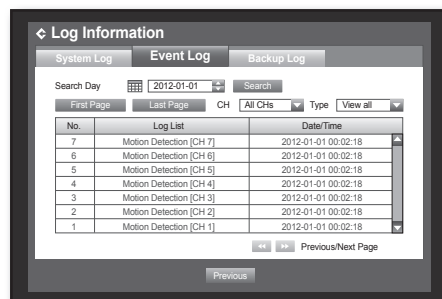 Log Information
System Log Event Log Backup Log
Search Day 2012-01-01 Search
First Page Last Page CH All CHs Type View all
No. Log List Date/Time
7 Motion Detection [CH 7] 2012-01-01 00:02:18
6 Motion Detection [CH 6] 2012-01-01 00:02:18
5 Motion Detection [CH 5] 2012-01-01 00:02:18
4 Motion Detection [CH 4] 2012-01-01 00:02:18
3 Motion Detection [CH 3] 2012-01-01 00:02:18
2 Motion Detection [CH 2] 2012-01-01 00:02:18
1 Motion Detection [CH 1] 2012-01-01 00:02:18
Previous/Next Page
Previous